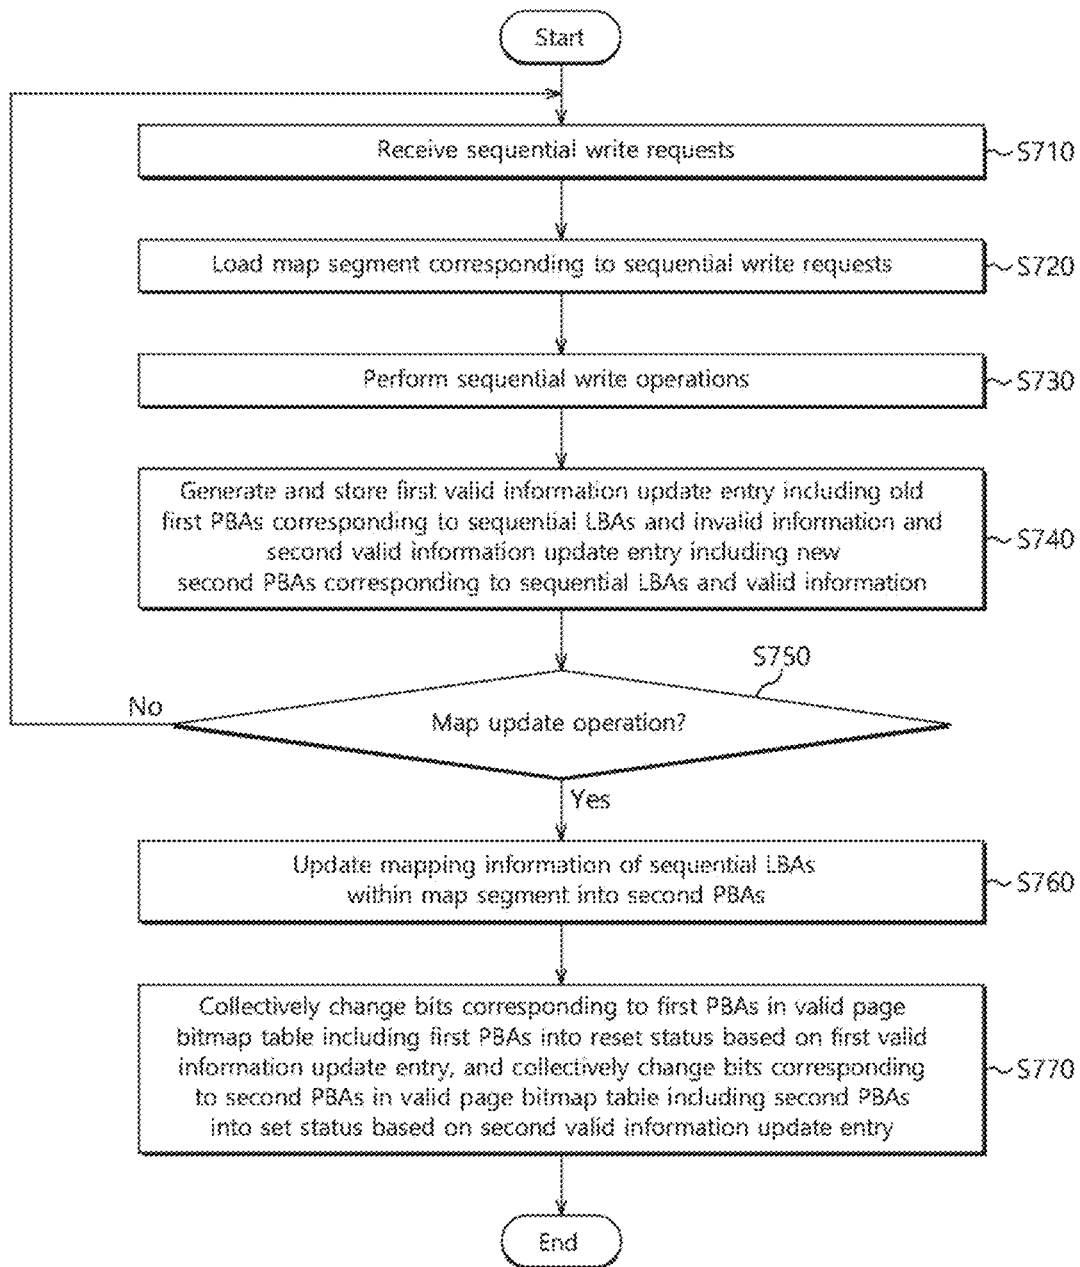 Start
Receive sequential write requests
S710
Load map segment corresponding to sequential write requests
S720
Perform sequential write operations
S730
Generate and store first valid information update entry including old
first PBAs corresponding to sequential LBAs and invalid information and
second valid information update entry including new
second PBAs corresponding to sequential LBAs and valid information
S740
S750
No
Map update operation?
Yes
Update mapping information of sequential LBAs
within map segment into second PBAs
S760
Collectively change bits corresponding to first PBAs in valid page
bitmap table including first PBAs into reset status based on first valid
information update entry, and collectively change bits corresponding
to second PBAs in valid page bitmap table including second PBAs
into set status based on second valid information update entry
S770
End